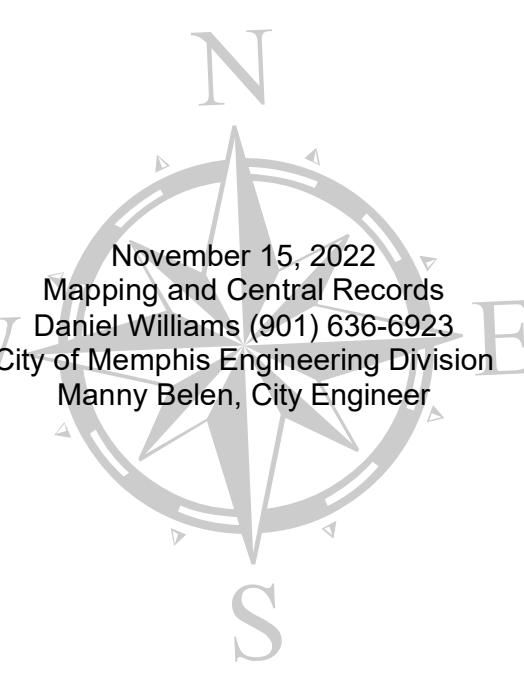 N
November 15, 2022
Mapping and Central Records
Daniel Williams (901) 636-6923
E
City of Memphis Engineering Division
Manny Belen, City Engineer
S